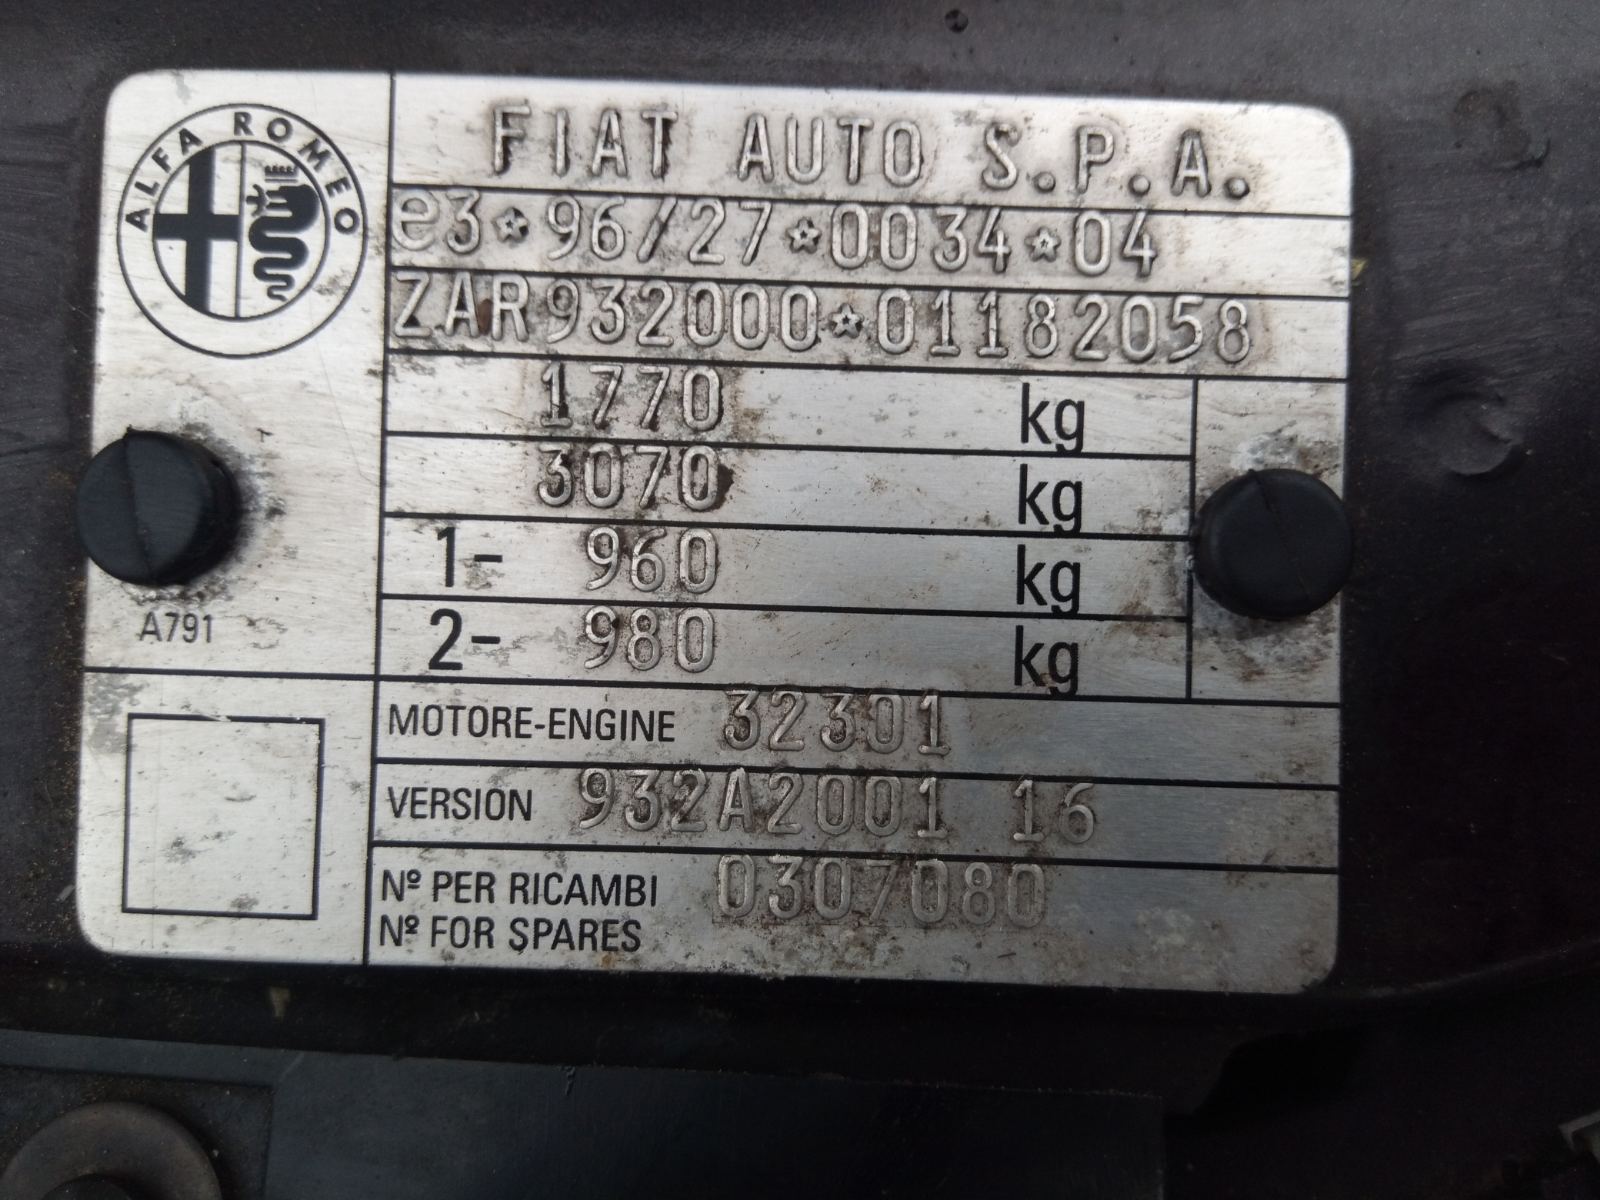 ALFA ROMEO
FIAT AUTO S.P.A.
e3*96/27*0034*04
ZAR932000*01182058
1770 kg
3070 kg
1- 960 kg
2- 980 kg
A791
MOTORE-ENGINE 32301
VERSION 932A2001 16
Nº PER RICAMBI 0307080
Nº FOR SPARES